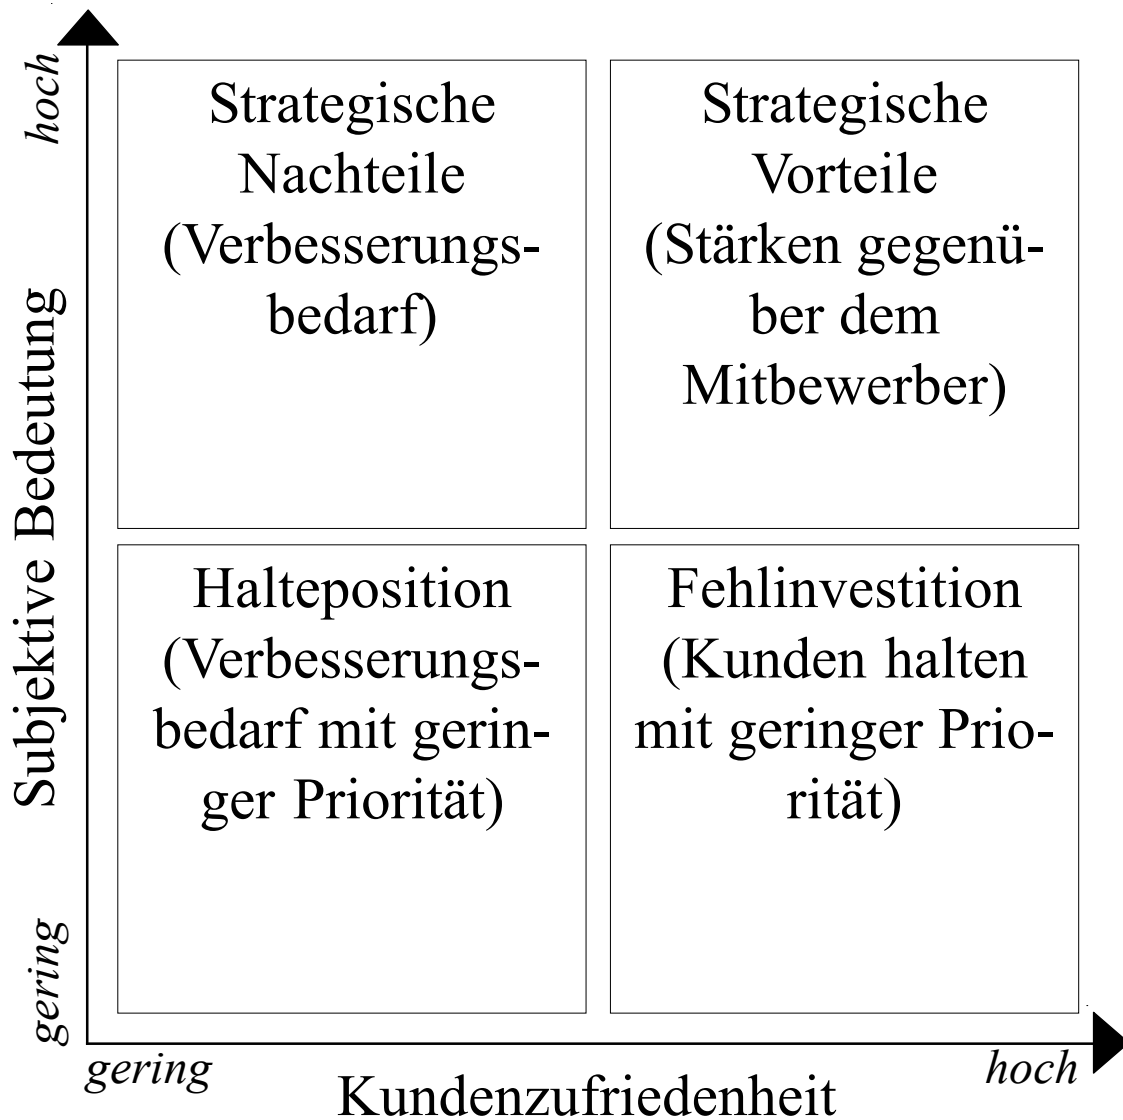 hoch
Subjektive Bedeutung
gering
Strategische
Nachteile
(Verbesserungs-
bedarf)
Strategische
Vorteile
(Stärken gegenü-
ber dem
Mitbewerber)
Halteposition
(Verbesserungs-
bedarf mit gerin-
ger Priorität)
Fehlinvestition
(Kunden halten
mit geringer Prio-
rität)
gering
hoch
Kundenzufriedenheit